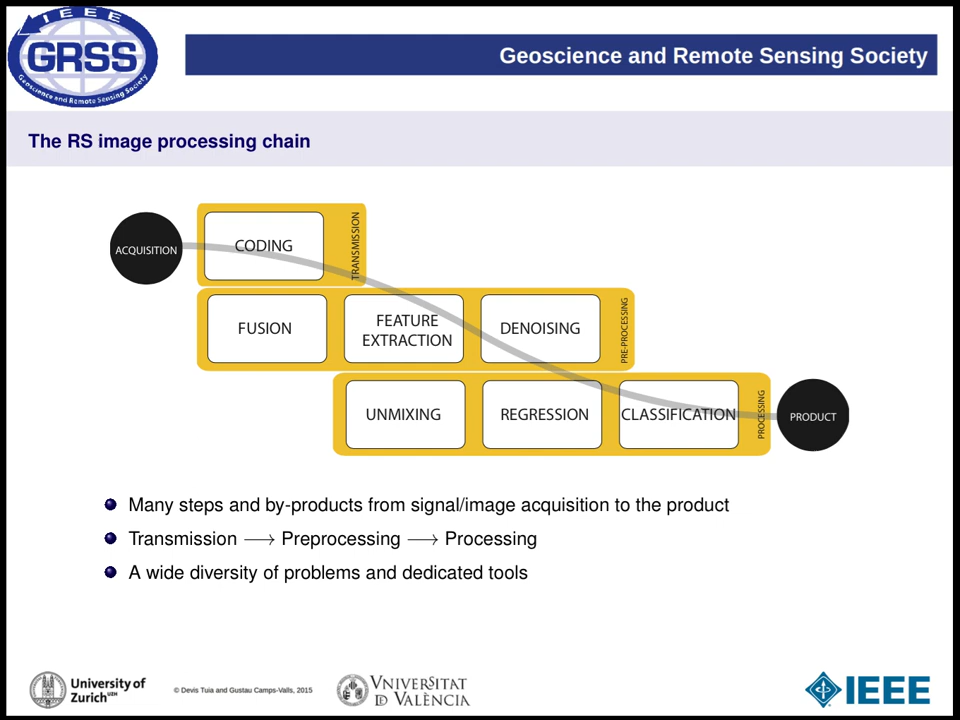 IEEE
GRSS
Geoscience and Remote Sensing Society
Geoscience and Remote Sensing Society
The RS image processing chain
ACQUISITION
CODING
TRANSMISSION
FUSION
FEATURE
EXTRACTION
DENOISING
PRE-PROCESSING
UNMIXING
REGRESSION
CLASSIFICATION
PROCESSING
PRODUCT
Many steps and by-products from signal/image acquisition to the product
Transmission ⟶ Preprocessing ⟶ Processing
A wide diversity of problems and dedicated tools
University of
Zurich UZH
© Devis Tuia and Gustau Camps-Valls, 2015
VNIVERSITAT
DE VALÈNCIA
IEEE